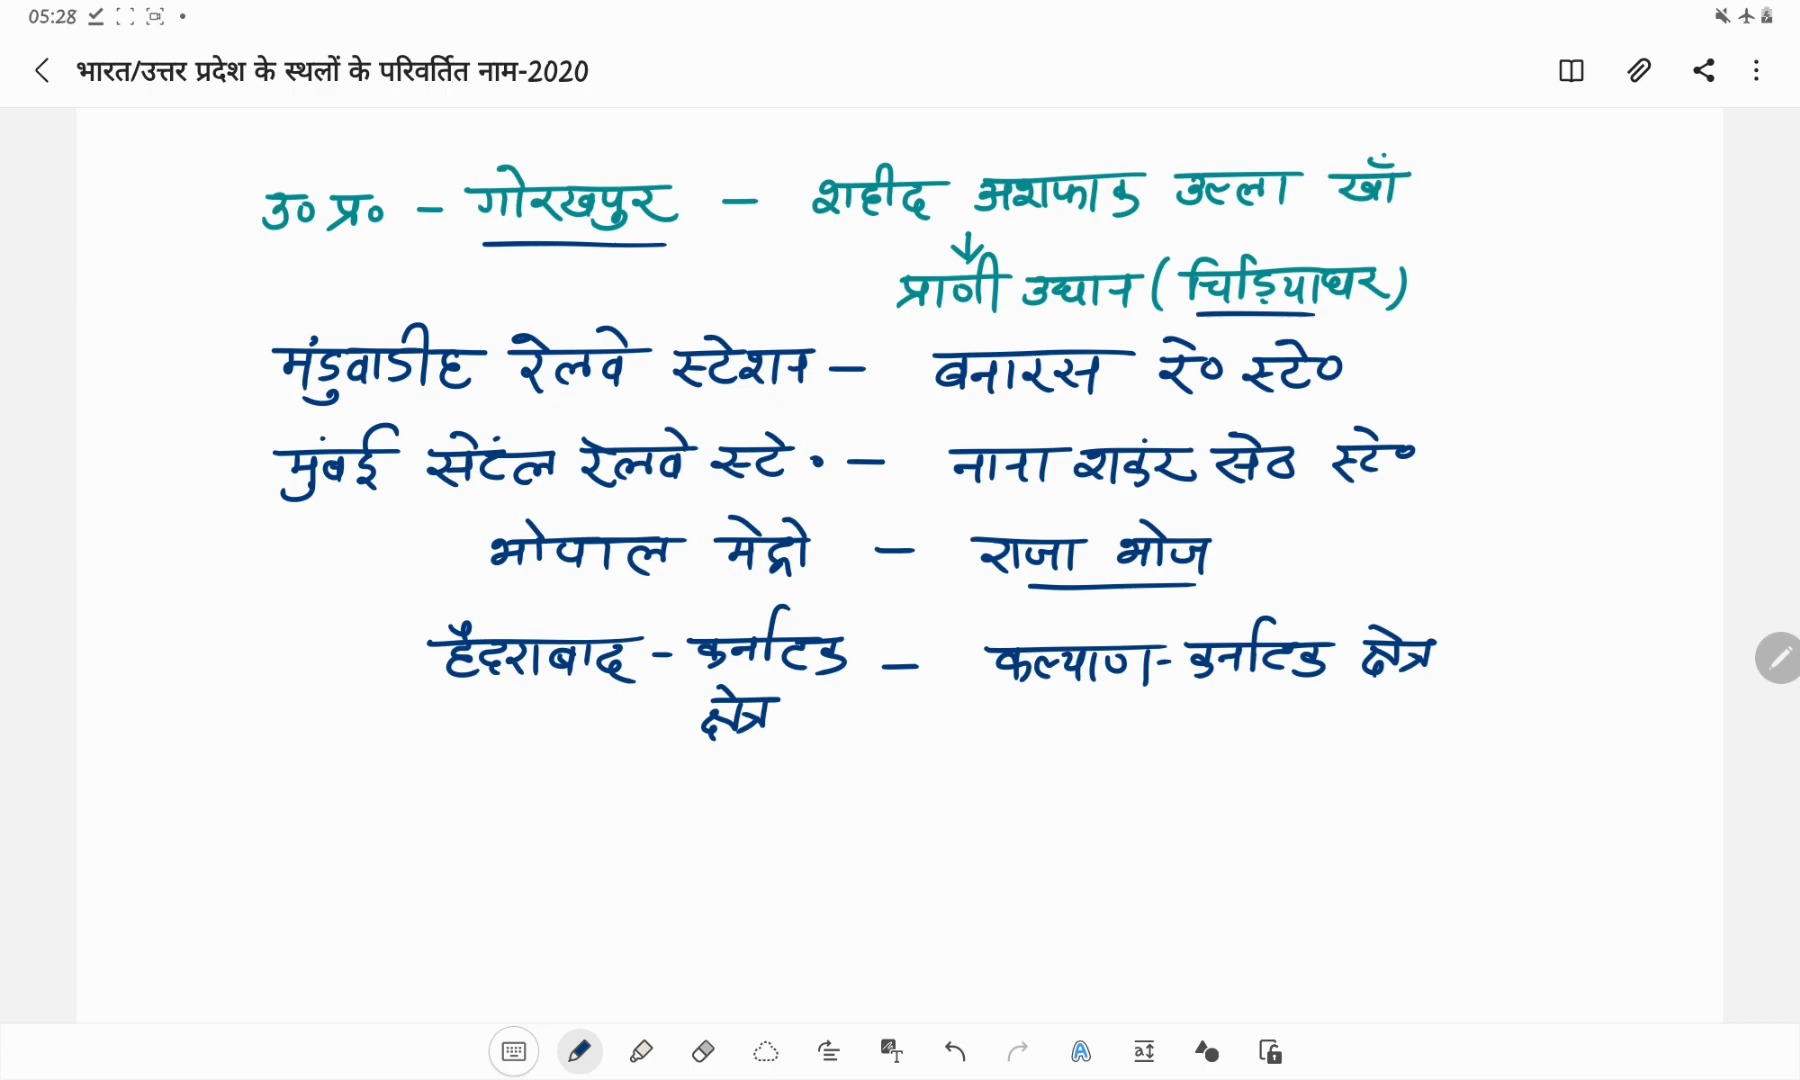 05:28
भारत/उत्तर प्रदेश के स्थलों के परिवर्तित नाम-2020
उ० प्र० - गोरखपुर - शहीद अशफाक उल्ला खाँ
प्राणी उद्यान (चिड़ियाघर)
मंडुवाडीह रेलवे स्टेशन - बनारस रे० स्टे०
मुंबई सेंट्रल रेलवे स्टे. - नाना शंकर सेठ स्टे०
भोपाल मेट्रो - राजा भोज
हैदराबाद - कर्नाटक - कल्याण - कर्नाटक क्षेत्र
क्षेत्र